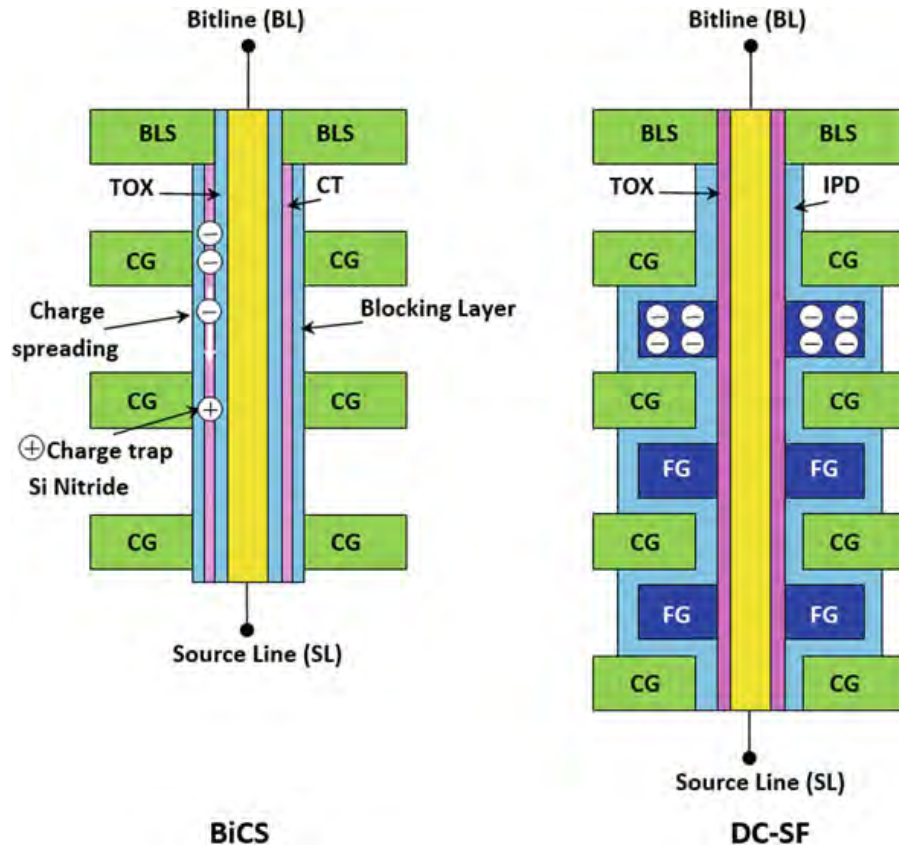 Bitline (BL)
BLS
BLS
TOX
CT
CG
CG
Charge
spreading
Blocking Layer
CG
CG
+ Charge trap
Si Nitride
CG
CG
Source Line (SL)
BiCS
Bitline (BL)
BLS
BLS
TOX
IPD
CG
CG
CG
CG
FG
FG
CG
CG
FG
FG
CG
CG
Source Line (SL)
DC-SF